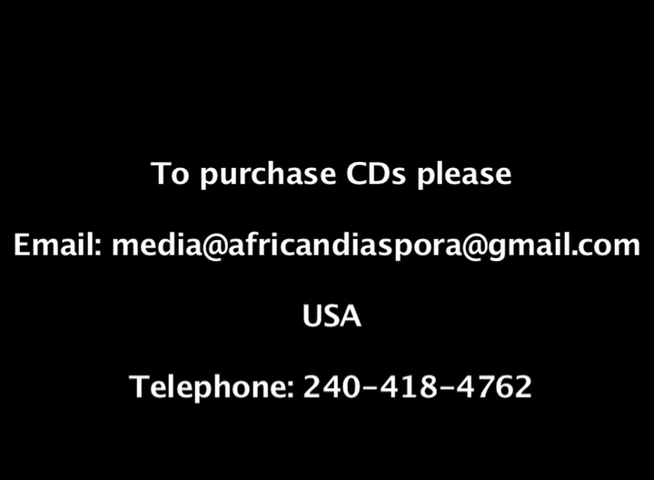 To purchase CDs please
Email: media@africandiaspora@gmail.com
USA
Telephone: 240-418-4762